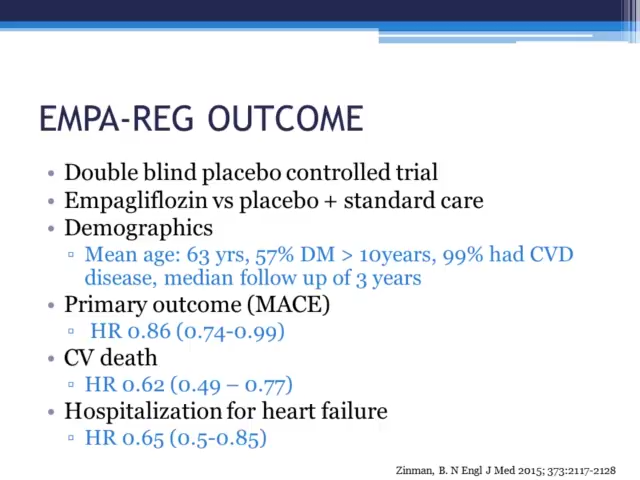 EMPA-REG OUTCOME
• Double blind placebo controlled trial
• Empagliflozin vs placebo + standard care
• Demographics
▫ Mean age: 63 yrs, 57% DM > 10years, 99% had CVD
disease, median follow up of 3 years
• Primary outcome (MACE)
▫ HR 0.86 (0.74-0.99)
• CV death
▫ HR 0.62 (0.49 – 0.77)
• Hospitalization for heart failure
▫ HR 0.65 (0.5-0.85)
Zinman, B. N Engl J Med 2015; 373:2117-2128